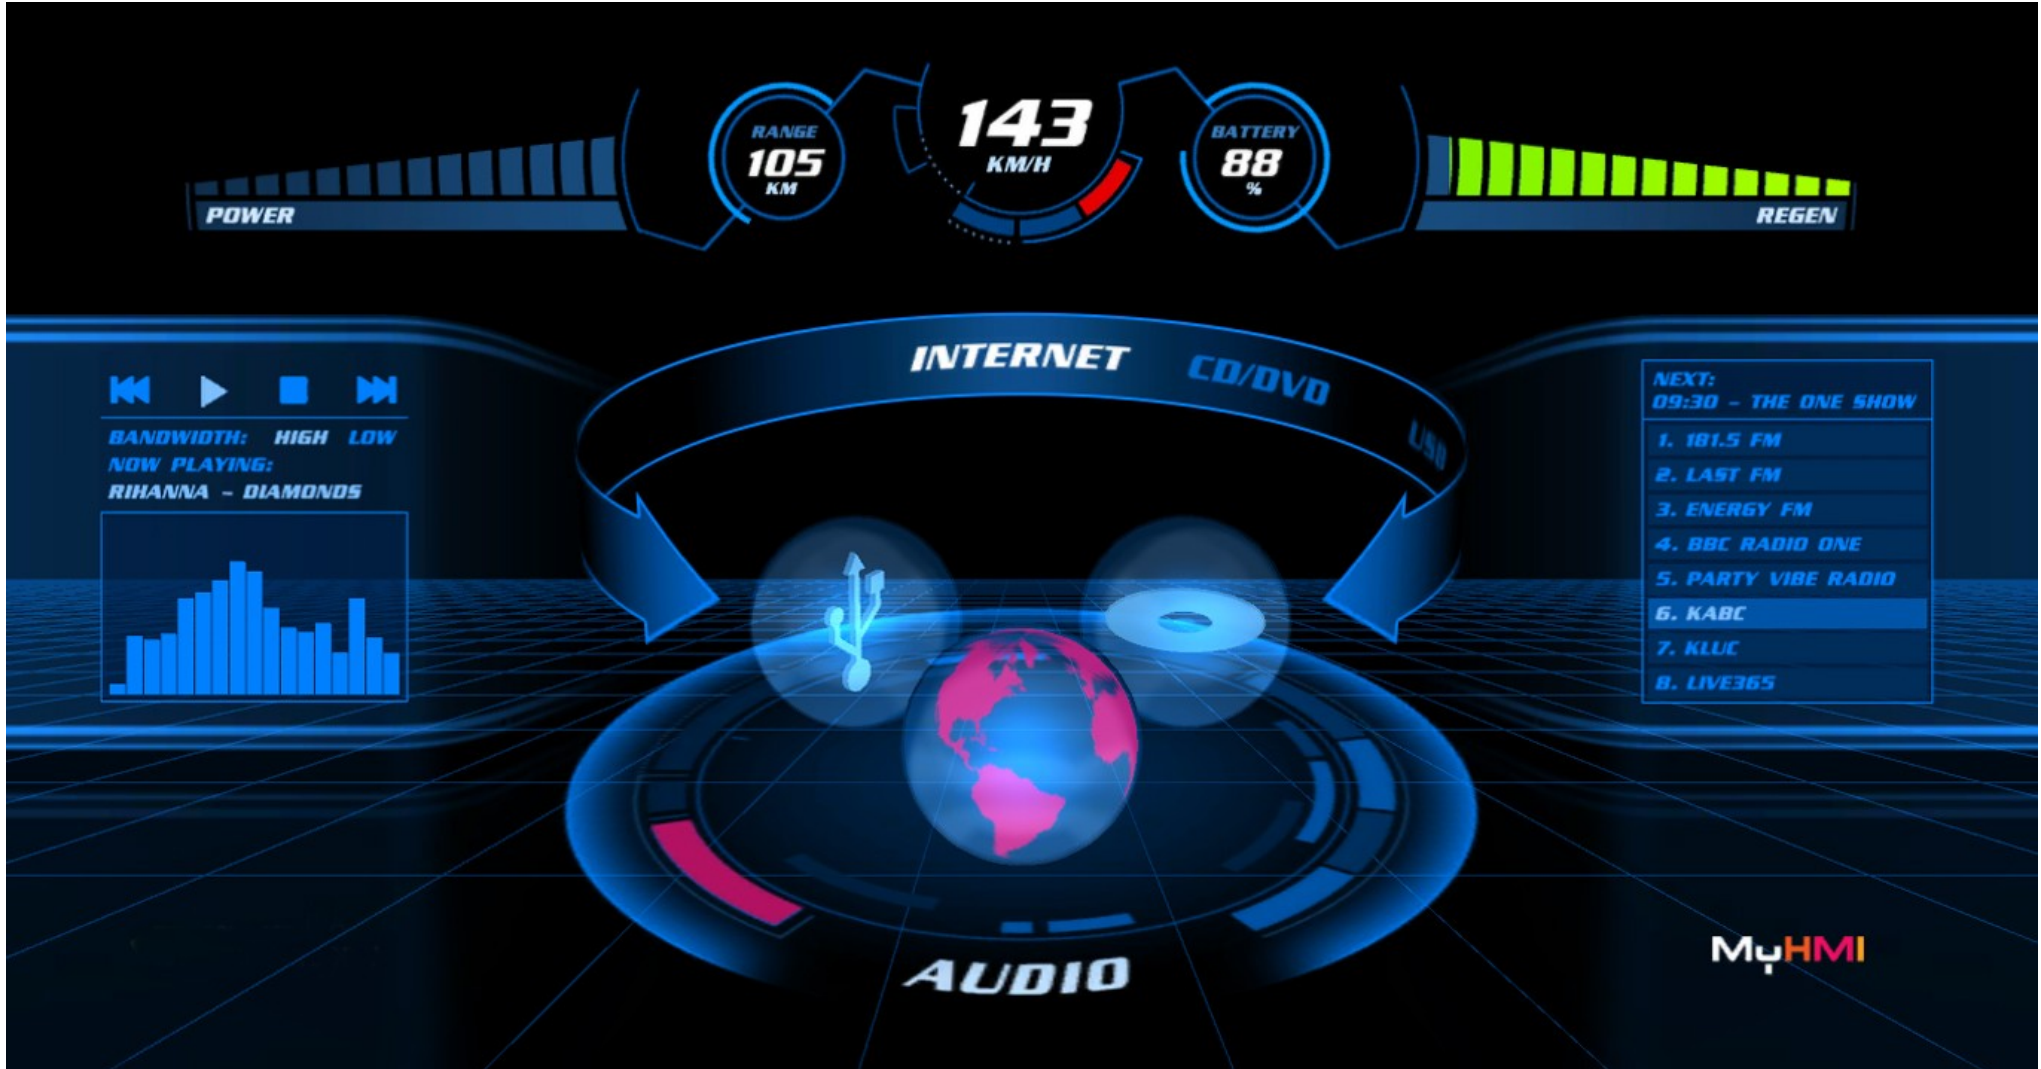 143
KM/H
RANGE
105
KM
BATTERY
88
%
POWER
REGEN
INTERNET
CD/DVD
USB
BANDWIDTH: HIGH LOW
NOW PLAYING:
RIHANNA - DIAMONDS
NEXT:
09:30 - THE ONE SHOW
1. 181.5 FM
2. LAST FM
3. ENERGY FM
4. BBC RADIO ONE
5. PARTY VIBE RADIO
6. KABC
7. KLUC
8. LIVE365
AUDIO
MyHMI